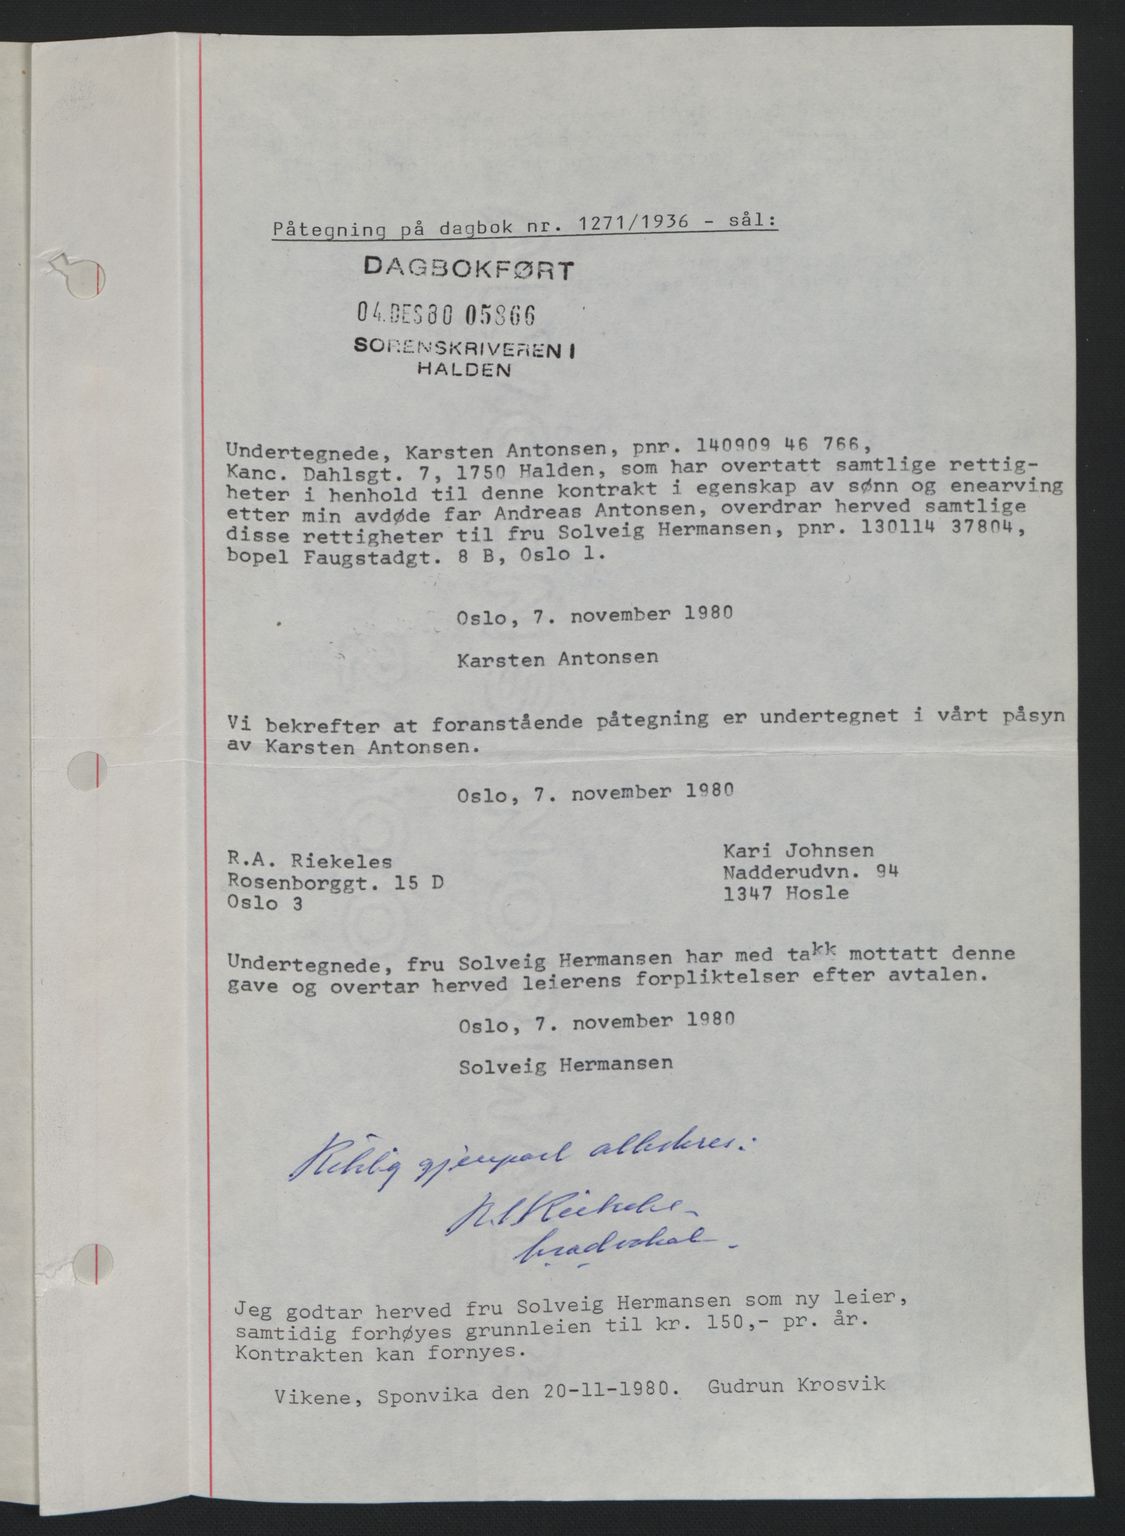 Påtegning på dagbok nr. 1271/1936 - sål:
DAGBOKFØRT
04.DES80 05866
SORENSKRIVEREN I
HALDEN
Undertegnede, Karsten Antonsen, pnr. 140909 46 766,
Kanc. Dahlsgt. 7, 1750 Halden, som har overtatt samtlige rettig-
heter i henhold til denne kontrakt i egenskap av sønn og enearving
etter min avdøde far Andreas Antonsen, overdrar herved samtlige
disse rettigheter til fru Solveig Hermansen, pnr. 130114 37804,
bopel Faugstadgt. 8 B, Oslo 1.
Oslo, 7. november 1980
Karsten Antonsen
Vi bekrefter at foranstående påtegning er undertegnet i vårt påsyn
av Karsten Antonsen.
Oslo, 7. november 1980
R.A. Riekeles
Rosenborggt. 15 D
Oslo 3
Kari Johnsen
Nadderudvn. 94
1347 Hosle
Undertegnede, fru Solveig Hermansen har med takk mottatt denne
gave og overtar herved leierens forpliktelser efter avtalen.
Oslo, 7. november 1980
Solveig Hermansen
Riktig gjenpart attesteres:
R.A. Riekeles
h.r.advokat
Jeg godtar herved fru Solveig Hermansen som ny leier,
samtidig forhøyes grunnleien til kr. 150,- pr. år.
Kontrakten kan fornyes.
Vikene, Sponvika den 20-11-1980. Gudrun Krosvik